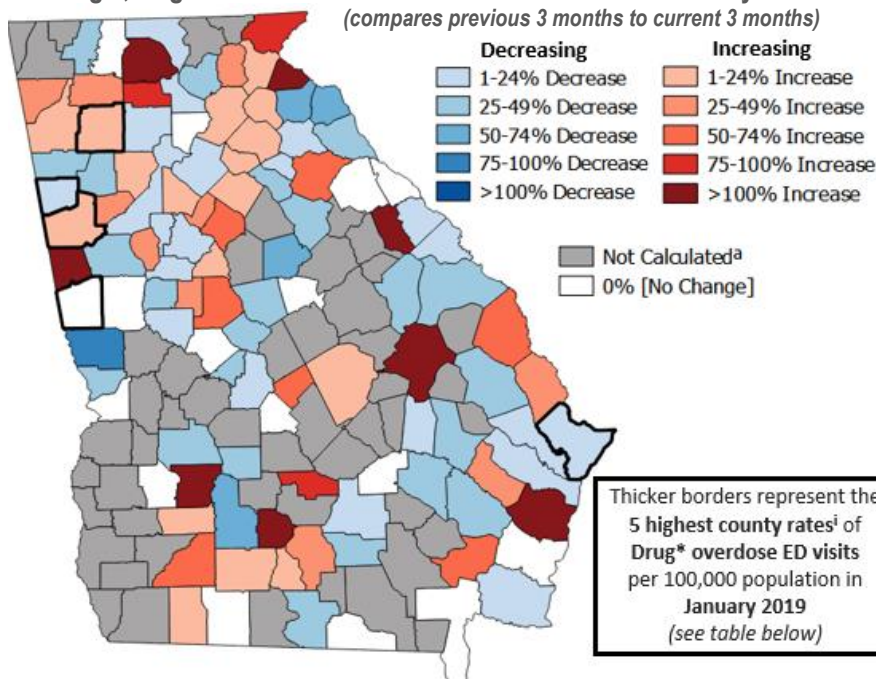 (compares previous 3 months to current 3 months)
Decreasing
1-24% Decrease
25-49% Decrease
50-74% Decrease
75-100% Decrease
>100% Decrease
Increasing
1-24% Increase
25-49% Increase
50-74% Increase
75-100% Increase
>100% Increase
Not Calculatedª
0% [No Change]
Thicker borders represent the
5 highest county ratesⁱ of
Drug* overdose ED visits
per 100,000 population in
January 2019
(see table below)